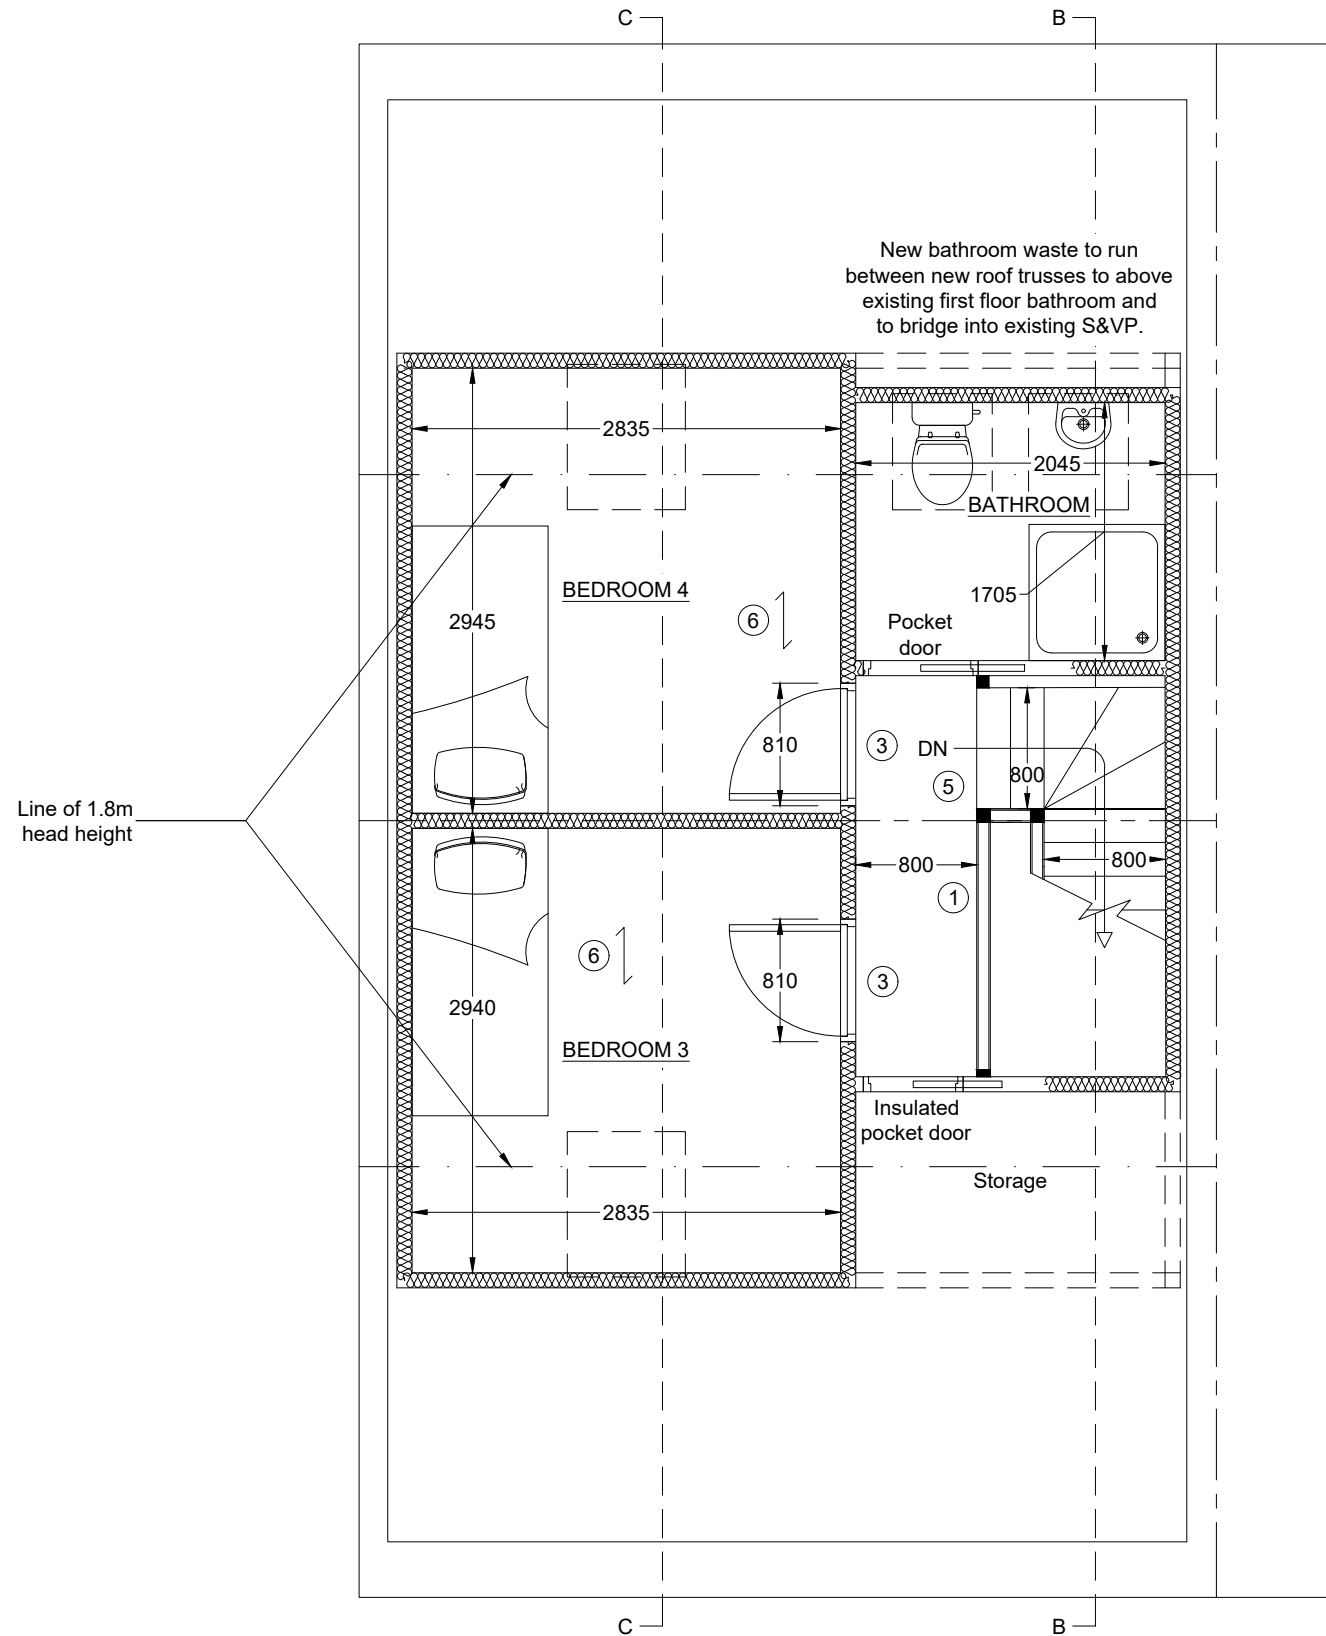 C
B
New bathroom waste to run
between new roof trusses to above
existing first floor bathroom and
to bridge into existing S&VP.
2835
2045
BATHROOM
BEDROOM 4
1705
2945
6
Pocket
door
810
3
DN
5
800
Line of 1.8m
head height
800
800
1
6
810
3
2940
BEDROOM 3
Insulated
pocket door
Storage
2835
C
B